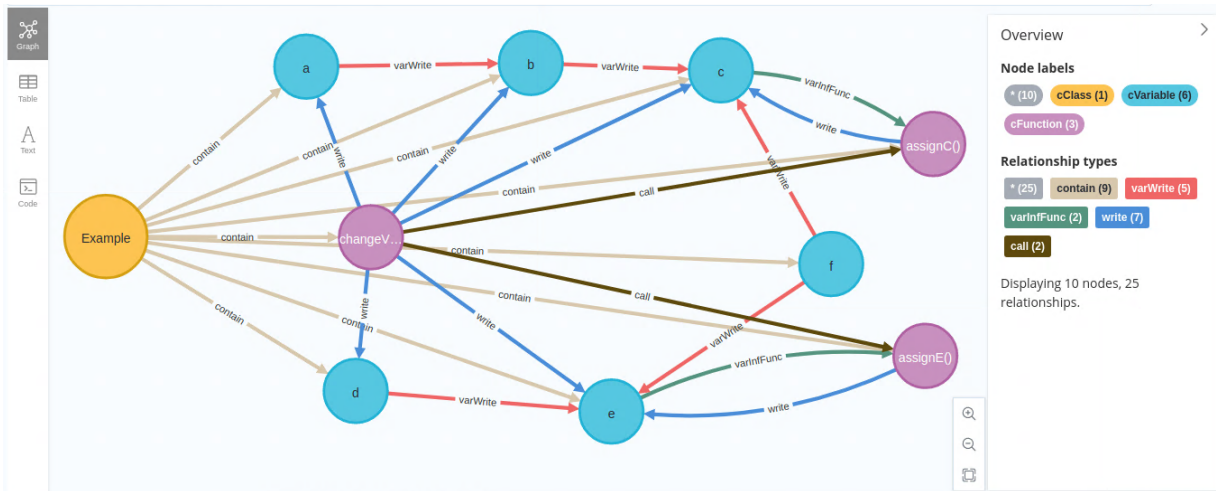 Graph
Table
Text
Code
a
b
c
Example
changeV...
assignC()
f
assignE()
d
e
varWrite
varWrite
varInfFunc
write
contain
contain
write
contain
write
write
varWrite
contain
call
contain
contain
contain
call
contain
contain
write
write
varWrite
varInfFunc
varWrite
write
Overview
Node labels
* (10) cClass (1) cVariable (6)
cFunction (3)
Relationship types
* (25) contain (9) varWrite (5)
varInfFunc (2) write (7)
call (2)
Displaying 10 nodes, 25
relationships.